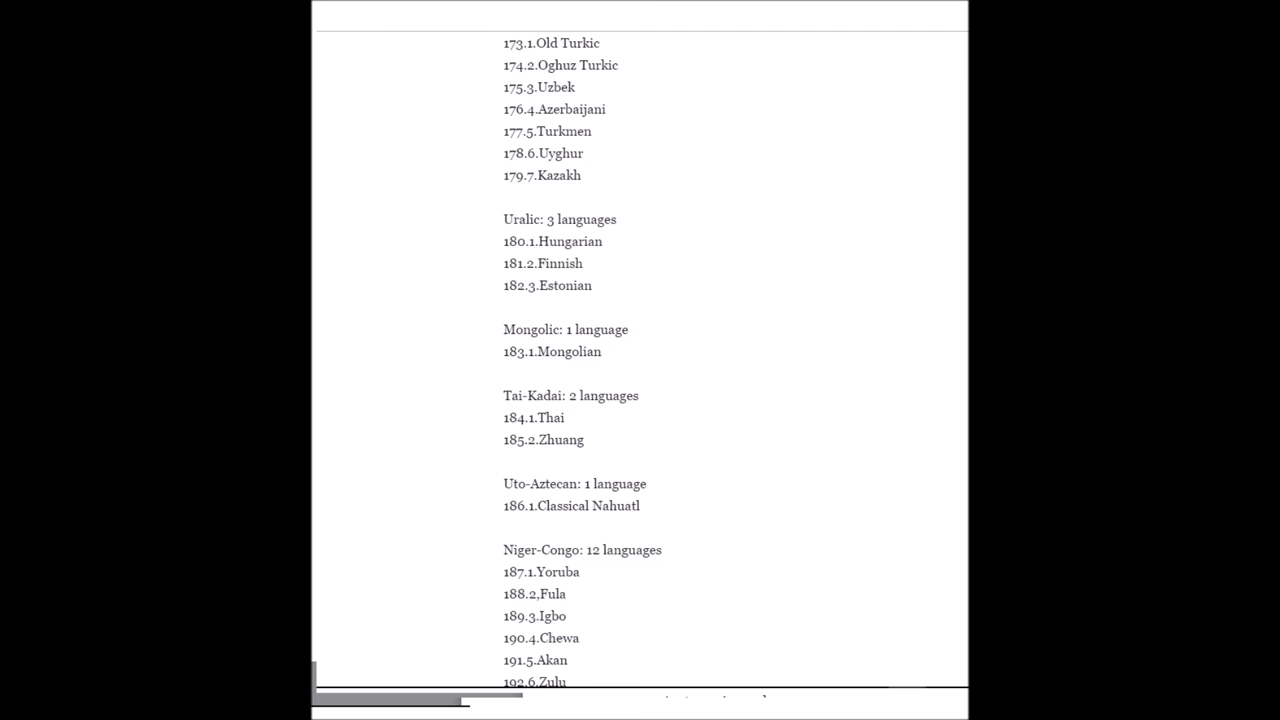 173.1.Old Turkic
174.2.Oghuz Turkic
175.3.Uzbek
176.4.Azerbaijani
177.5.Turkmen
178.6.Uyghur
179.7.Kazakh
Uralic: 3 languages
180.1.Hungarian
181.2.Finnish
182.3.Estonian
Mongolic: 1 language
183.1.Mongolian
Tai-Kadai: 2 languages
184.1.Thai
185.2.Zhuang
Uto-Aztecan: 1 language
186.1.Classical Nahuatl
Niger-Congo: 12 languages
187.1.Yoruba
188.2,Fula
189.3.Igbo
190.4.Chewa
191.5.Akan
192.6.Zulu